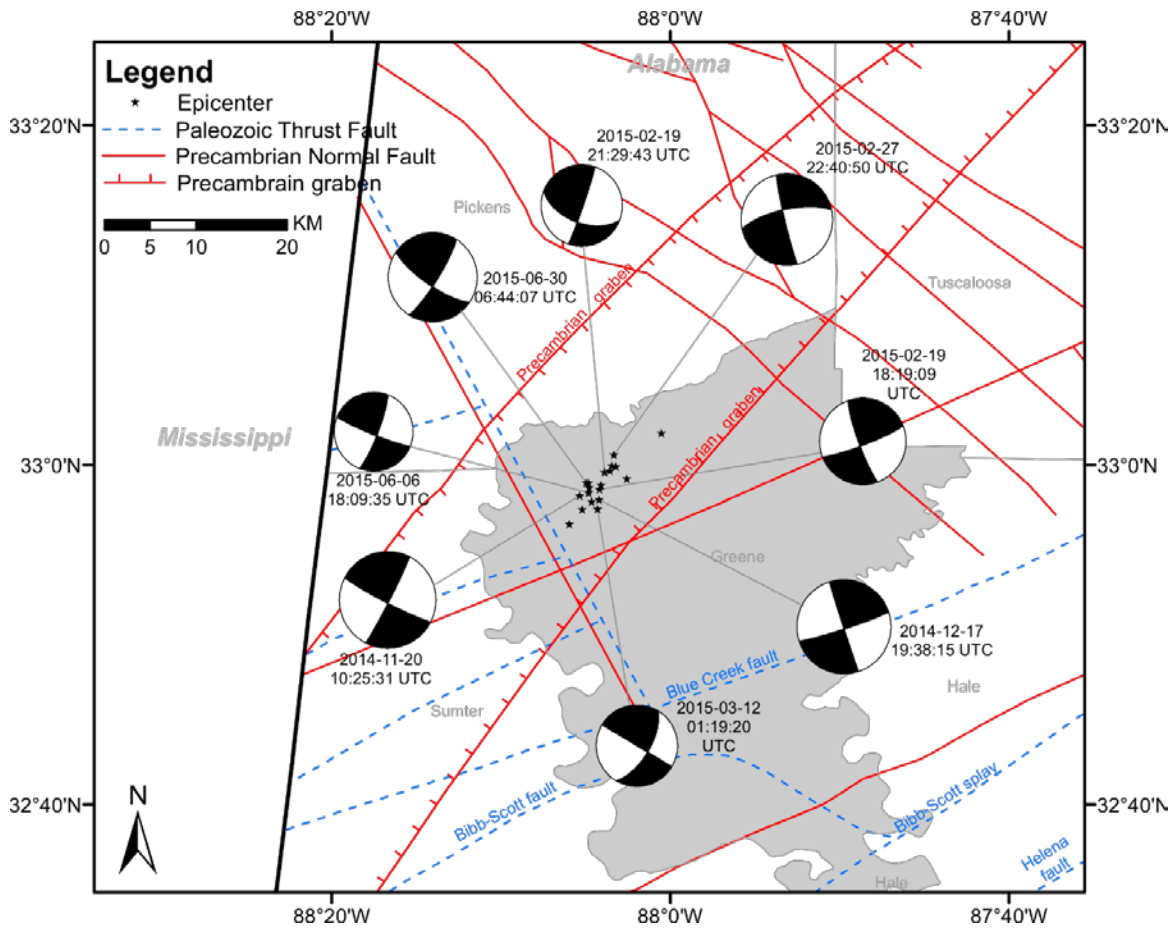 88°20'W
88°0'W
87°40'W
Alabama
Legend
Epicenter
Paleozoic Thrust Fault
Precambrian Normal Fault
Precambrain graben
KM
0 5 10 20
33°20'N
33°20'N
2015-02-19
21:29:43 UTC
2015-02-27
22:40:50 UTC
Pickens
2015-06-30
06:44:07 UTC
Precambrian graben
Tuscaloosa
2015-02-19
18:19:09
UTC
Mississippi
Precambrian graben
33°0'N
33°0'N
2015-06-06
18:09:35 UTC
Greene
2014-11-20
10:25:31 UTC
2014-12-17
19:38:15 UTC
Blue Creek fault
Hale
Sumter
2015-03-12
01:19:20
UTC
Bibb-Scott fault
Bibb-Scott splay
32°40'N
32°40'N
N
Helena
fault
Hale
88°20'W
88°0'W
87°40'W